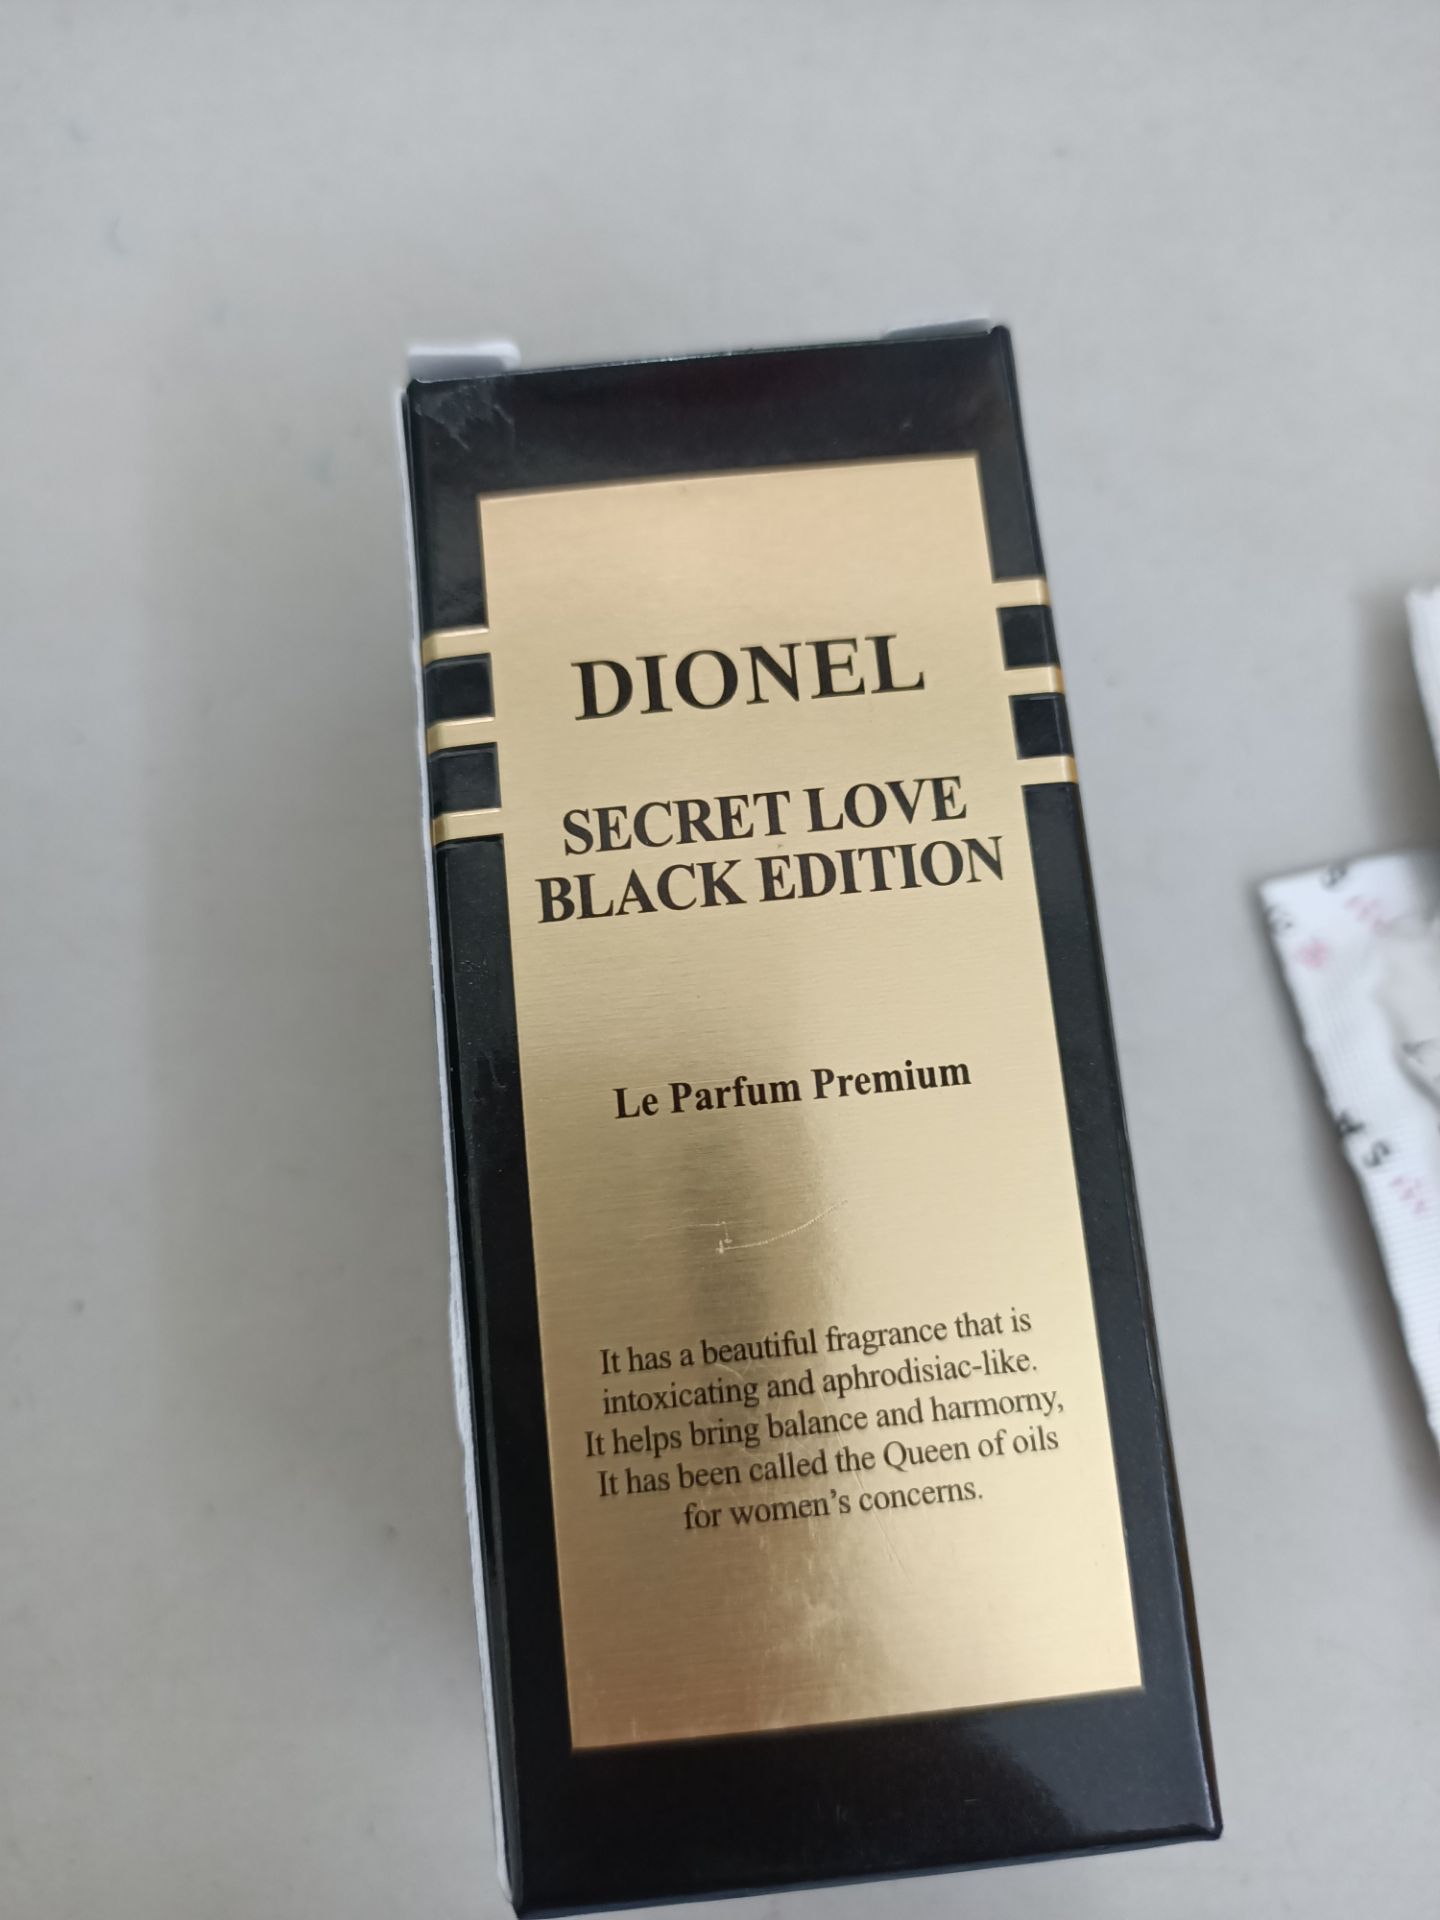 DIONEL
SECRET LOVE
BLACK EDITION
Le Parfum Premium
It has a beautiful fragrance that is
intoxicating and aphrodisiac-like.
It helps bring balance and harmorny,
It has been called the Queen of oils
for women's concerns.